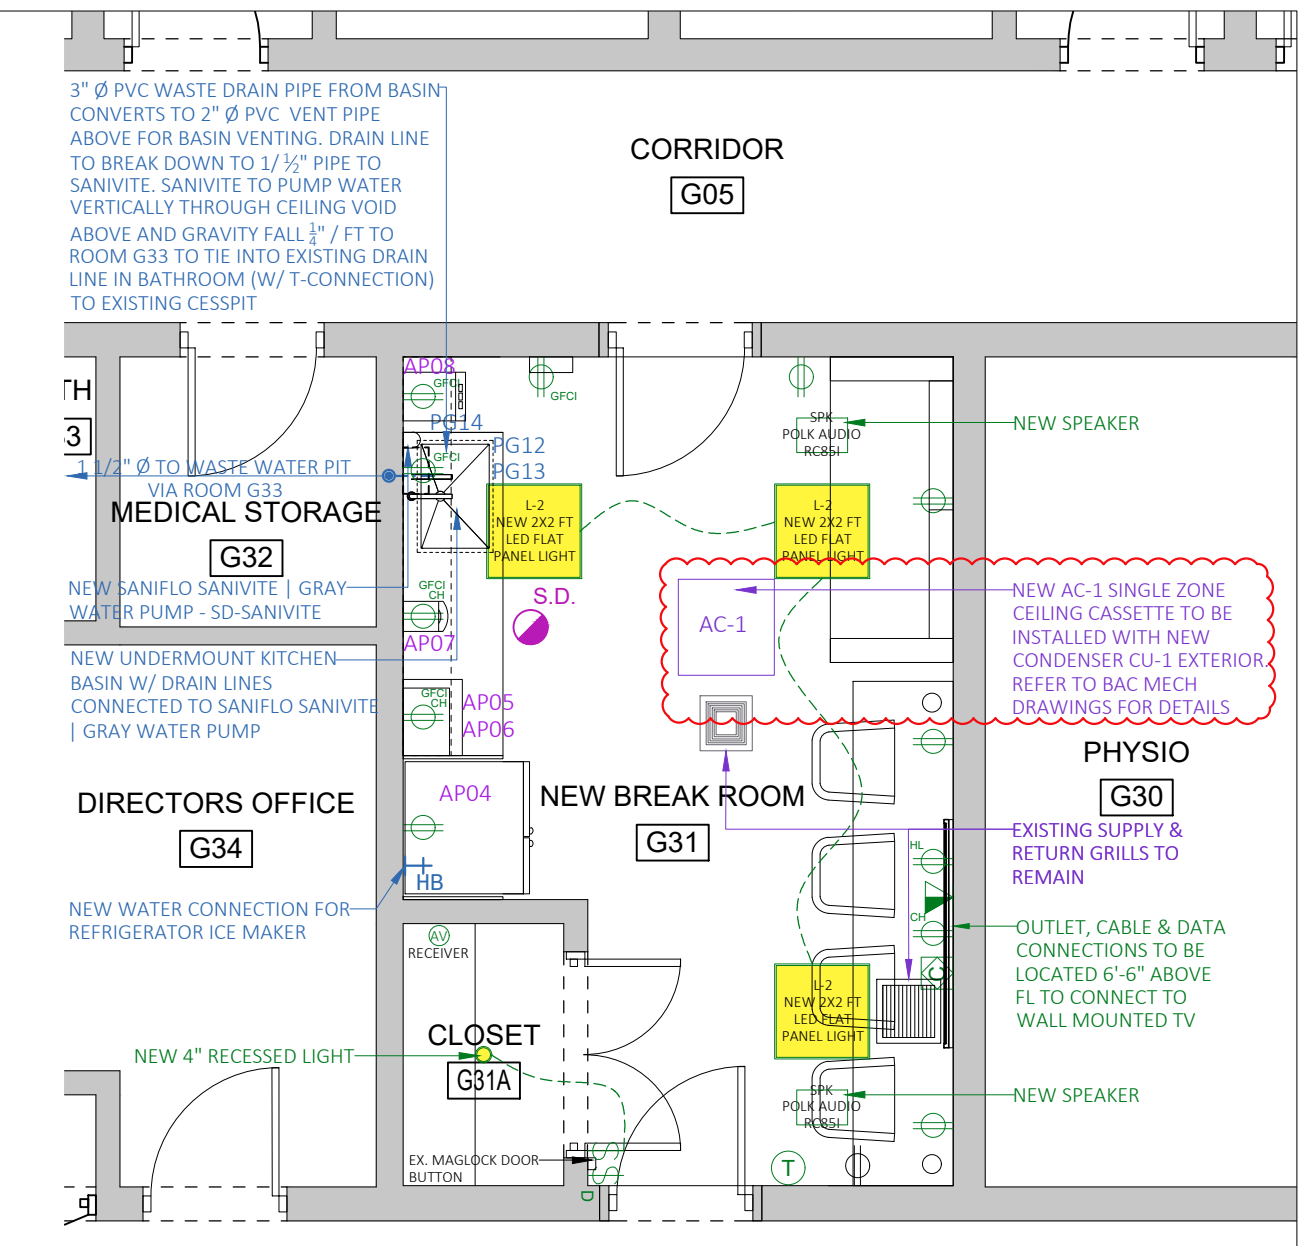 3" Ø PVC WASTE DRAIN PIPE FROM BASIN
CONVERTS TO 2" Ø PVC VENT PIPE
ABOVE FOR BASIN VENTING. DRAIN LINE
TO BREAK DOWN TO 1/ ½" PIPE TO
SANIVITE. SANIVITE TO PUMP WATER
VERTICALLY THROUGH CEILING VOID
ABOVE AND GRAVITY FALL ¼" / FT TO
ROOM G33 TO TIE INTO EXISTING DRAIN
LINE IN BATHROOM (W/ T-CONNECTION)
TO EXISTING CESSPIT
CORRIDOR
G05
TH
3
1 1/2" Ø TO WASTE WATER PIT
VIA ROOM G33
MEDICAL STORAGE
G32
NEW SANIFLO SANIVITE | GRAY
WATER PUMP - SD-SANIVITE
NEW UNDERMOUNT KITCHEN
BASIN W/ DRAIN LINES
CONNECTED TO SANIFLO SANIVITE
| GRAY WATER PUMP
DIRECTORS OFFICE
G34
NEW WATER CONNECTION FOR
REFRIGERATOR ICE MAKER
NEW 4" RECESSED LIGHT
AP08
GFCI
GFCI
PG14
GFCI
PG12
PG13
GFCI
CH
AP07
GFCI
CH
AP05
AP06
AP04
HB
S.D.
L-2
NEW 2X2 FT
LED FLAT
PANEL LIGHT
L-2
NEW 2X2 FT
LED FLAT
PANEL LIGHT
SPK
POLK AUDIO
RC85I
NEW SPEAKER
AC-1
NEW AC-1 SINGLE ZONE
CEILING CASSETTE TO BE
INSTALLED WITH NEW
CONDENSER CU-1 EXTERIOR.
REFER TO BAC MECH
DRAWINGS FOR DETAILS
NEW BREAK ROOM
G31
PHYSIO
G30
EXISTING SUPPLY &
RETURN GRILLS TO
REMAIN
HL
CH
C
OUTLET, CABLE & DATA
CONNECTIONS TO BE
LOCATED 6'-6" ABOVE
FL TO CONNECT TO
WALL MOUNTED TV
AV
RECEIVER
CLOSET
G31A
L-2
NEW 2X2 FT
LED FLAT
PANEL LIGHT
SPK
POLK AUDIO
RC85I
NEW SPEAKER
EX. MAGLOCK DOOR
BUTTON
D
T